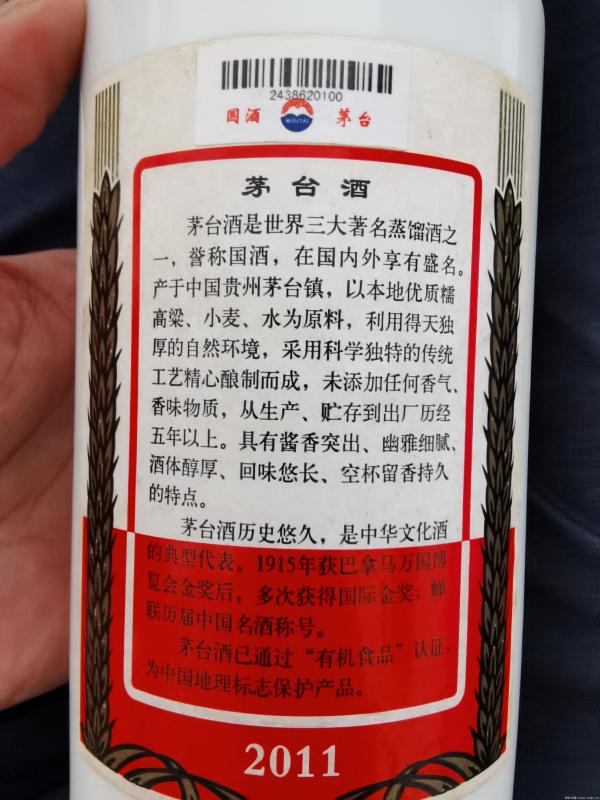 2438620100
国酒 MOUTAI 茅台
茅台酒
茅台酒是世界三大著名蒸馏酒之
一，誉称国酒，在国内外享有盛名。
产于中国贵州茅台镇，以本地优质糯
高粱、小麦、水为原料，利用得天独
厚的自然环境，采用科学独特的传统
工艺精心酿制而成，未添加任何香气、
香味物质，从生产、贮存到出厂历经
五年以上。具有酱香突出、幽雅细腻、
酒体醇厚、回味悠长、空杯留香持久
的特点。
茅台酒历史悠久，是中华文化酒
的典型代表。1915年获巴拿马万国博
览会金奖后，多次获得国际金奖，蝉
联历届中国名酒称号。
茅台酒已通过“有机食品”认证，
为中国地理标志保护产品。
2011